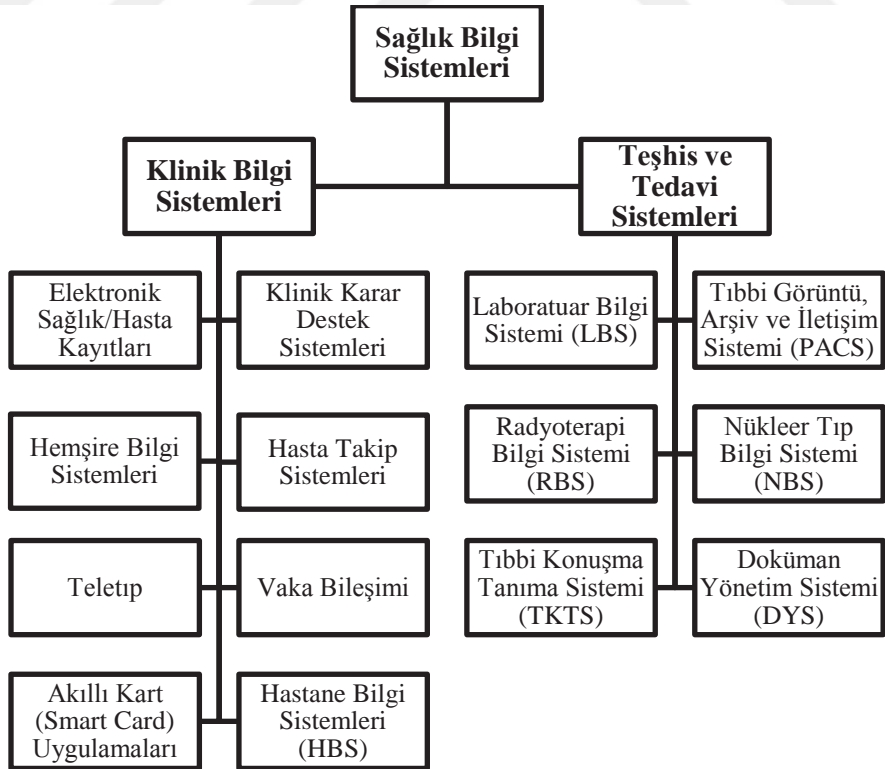 Sağlık Bilgi
Sistemleri
Klinik Bilgi
Sistemleri
Teşhis ve
Tedavi
Sistemleri
Elektronik
Sağlık/Hasta
Kayıtları
Klinik Karar
Destek
Sistemleri
Hemşire Bilgi
Sistemleri
Hasta Takip
Sistemleri
Teletıp
Vaka Bileşimi
Akıllı Kart
(Smart Card)
Uygulamaları
Hastane Bilgi
Sistemleri
(HBS)
Laboratuar Bilgi
Sistemi (LBS)
Tıbbi Görüntü,
Arşiv ve İletişim
Sistemi (PACS)
Radyoterapi
Bilgi Sistemi
(RBS)
Nükleer Tıp
Bilgi Sistemi
(NBS)
Tıbbi Konuşma
Tanıma Sistemi
(TKTS)
Doküman
Yönetim Sistemi
(DYS)